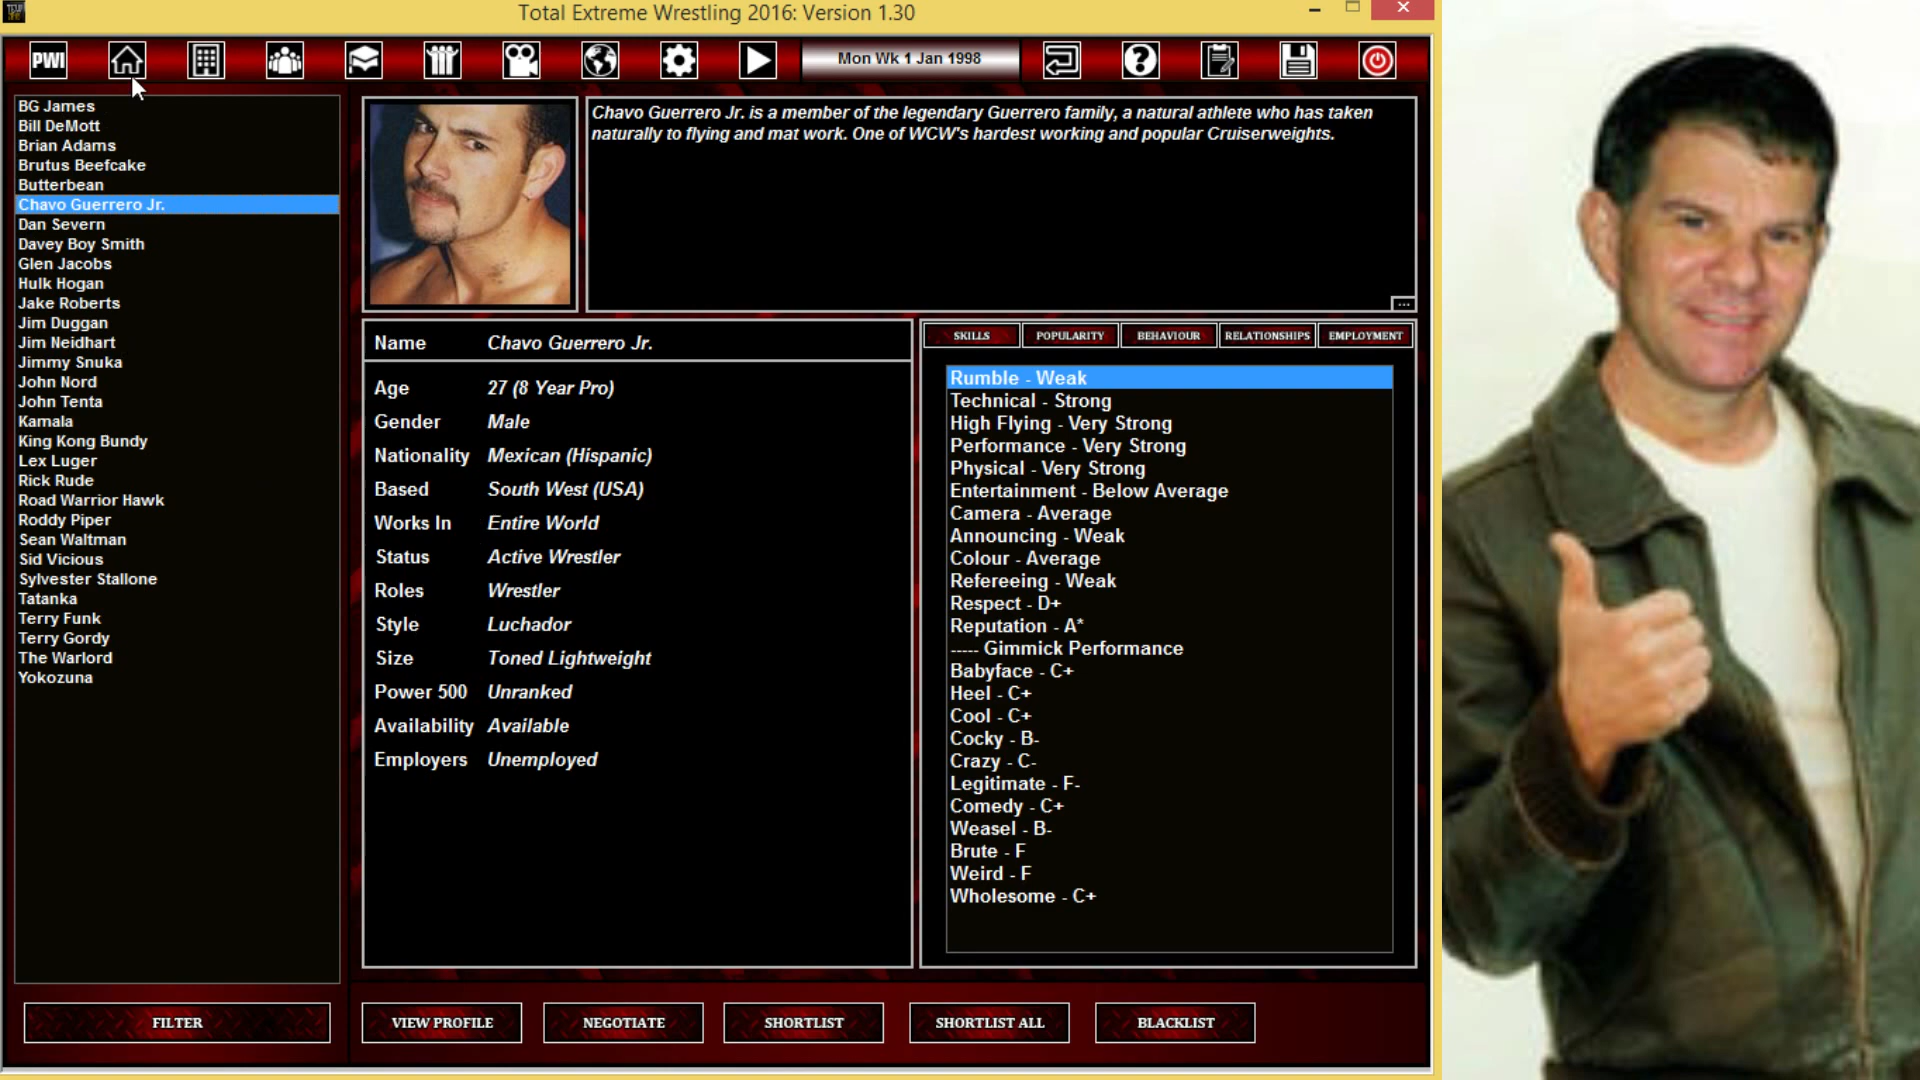 Total Extreme Wrestling 2016: Version 1.30
PWI
Mon Wk 1 Jan 1998
BG James
Bill DeMott
Brian Adams
Brutus Beefcake
Butterbean
Chavo Guerrero Jr.
Dan Severn
Davey Boy Smith
Glen Jacobs
Hulk Hogan
Jake Roberts
Jim Duggan
Jim Neidhart
Jimmy Snuka
John Nord
John Tenta
Kamala
King Kong Bundy
Lex Luger
Rick Rude
Road Warrior Hawk
Roddy Piper
Sean Waltman
Sid Vicious
Sylvester Stallone
Tatanka
Terry Funk
Terry Gordy
The Warlord
Yokozuna
FILTER
Chavo Guerrero Jr. is a member of the legendary Guerrero family, a natural athlete who has taken
naturally to flying and mat work. One of WCW's hardest working and popular Cruiserweights.
...
Name Chavo Guerrero Jr.
Age 27 (8 Year Pro)
Gender Male
Nationality Mexican (Hispanic)
Based South West (USA)
Works In Entire World
Status Active Wrestler
Roles Wrestler
Style Luchador
Size Toned Lightweight
Power 500 Unranked
Availability Available
Employers Unemployed
SKILLS POPULARITY BEHAVIOUR RELATIONSHIPS EMPLOYMENT
Rumble - Weak
Technical - Strong
High Flying - Very Strong
Performance - Very Strong
Physical - Very Strong
Entertainment - Below Average
Camera - Average
Announcing - Weak
Colour - Average
Refereeing - Weak
Respect - D+
Reputation - A*
----- Gimmick Performance
Babyface - C+
Heel - C+
Cool - C+
Cocky - B-
Crazy - C-
Legitimate - F-
Comedy - C+
Weasel - B-
Brute - F
Weird - F
Wholesome - C+
VIEW PROFILE NEGOTIATE SHORTLIST SHORTLIST ALL BLACKLIST